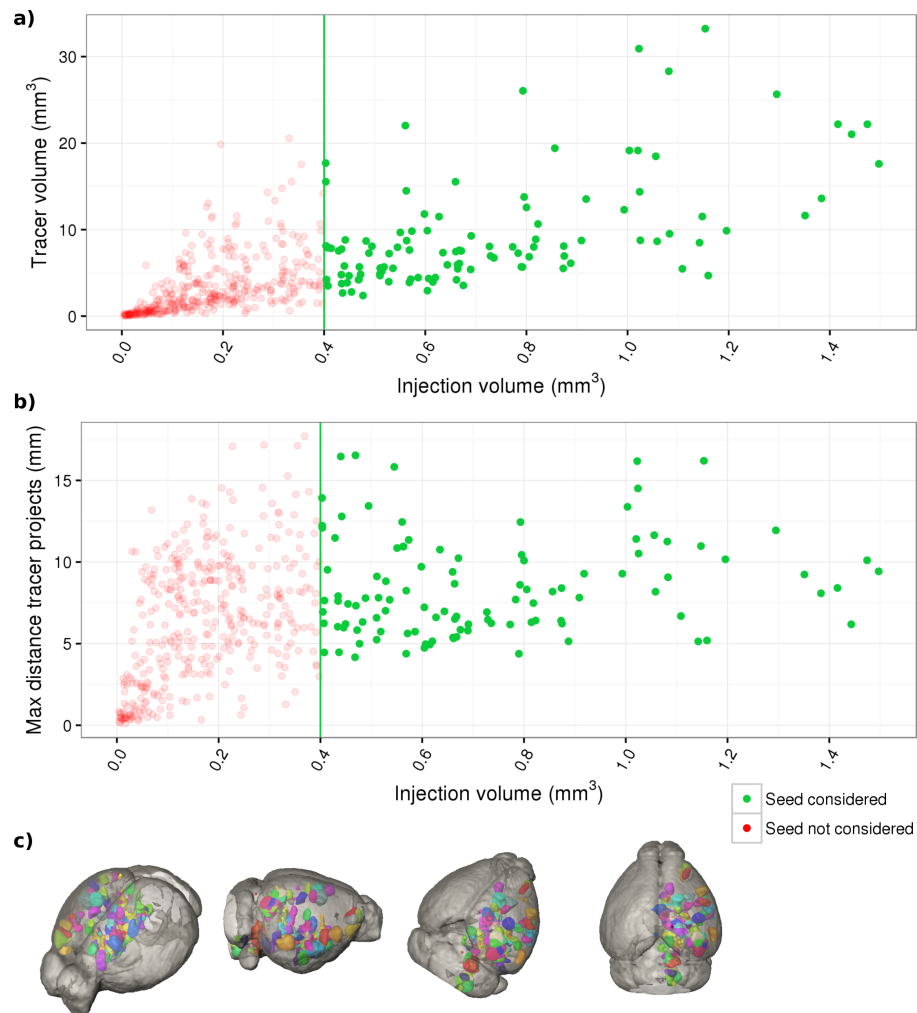 a)
Tracer volume (mm³)
30
20
10
0
0.0 0.2 0.4 0.6 0.8 1.0 1.2 1.4
Injection volume (mm³)
b)
Max distance tracer projects (mm)
15
10
5
0
0.0 0.2 0.4 0.6 0.8 1.0 1.2 1.4
Injection volume (mm³)
Seed considered
Seed not considered
c)